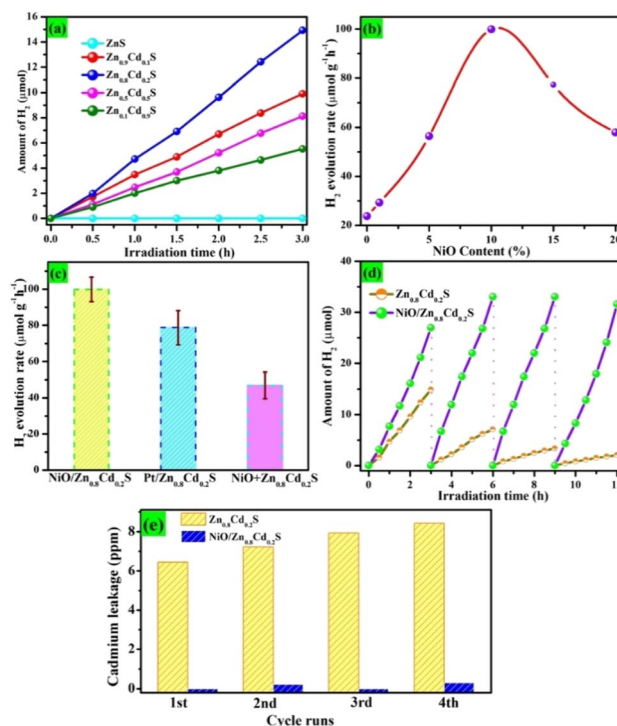 (a)
ZnS
Zn₀.₉Cd₀.₁S
Zn₀.₈Cd₀.₂S
Zn₀.₅Cd₀.₅S
Zn₀.₁Cd₀.₉S
Amount of H₂ (μmol)
16
14
12
10
8
6
4
2
0
0.0 0.5 1.0 1.5 2.0 2.5 3.0
Irradiation time (h)
(b)
H₂ evolution rate (μmol g⁻¹h⁻¹)
100
80
60
40
20
0 5 10 15 20
NiO Content (%)
(c)
H₂ evolution rate (μmol g⁻¹h⁻¹)
100
80
60
40
20
0
NiO/Zn₀.₈Cd₀.₂S Pt/Zn₀.₈Cd₀.₂S NiO+Zn₀.₈Cd₀.₂S
(d)
Zn₀.₈Cd₀.₂S
NiO/Zn₀.₈Cd₀.₂S
Amount of H₂ (μmol)
40
30
20
10
0
0 2 4 6 8 10 12
Irradiation time (h)
(e)
Zn₀.₈Cd₀.₂S
NiO/Zn₀.₈Cd₀.₂S
Cadmium leakage (ppm)
8
6
4
2
0
1st 2nd 3rd 4th
Cycle runs